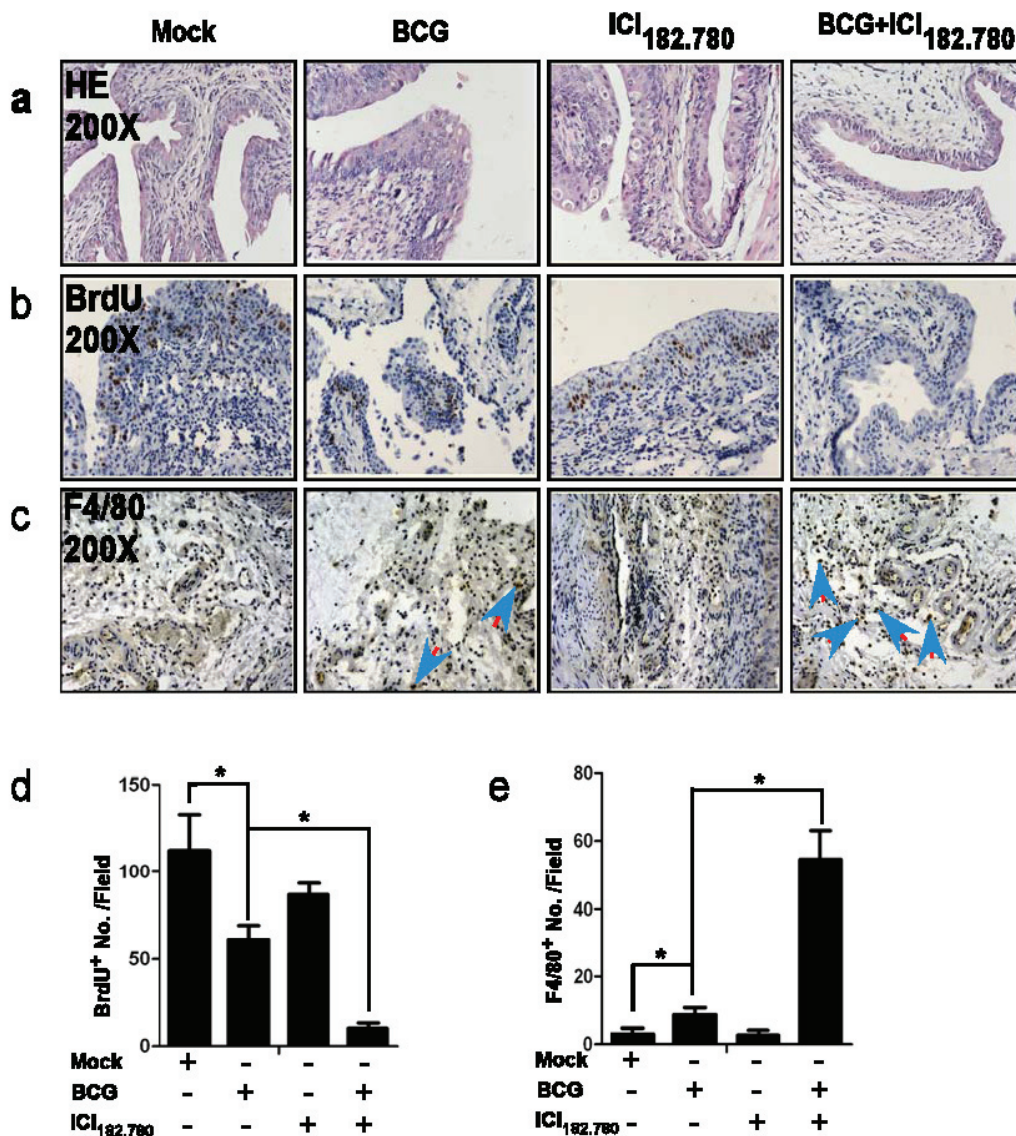 Mock BCG ICI182.780 BCG+ICI182.780
a HE
200X
b BrdU
200X
c F4/80
200X
d e
BrdU+ No. /Field
150
100
50
0
* *
Mock + - - -
BCG - + - +
ICI182.780 - - + +
F4/80+ No. /Field
80
60
40
20
0
* *
Mock + - - -
BCG - + - +
ICI182.780 - - + +